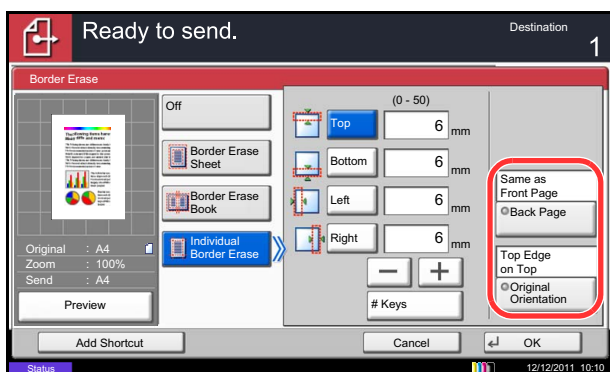 Ready to send.
Destination
1
Border Erase
Off
Border Erase
Sheet
Border Erase
Book
Individual
Border Erase
Original : A4
Zoom : 100%
Send : A4
Preview
(0 - 50)
Top 6 mm
Bottom 6 mm
Left 6 mm
Right 6 mm
− +
# Keys
Same as
Front Page
Back Page
Top Edge
on Top
Original
Orientation
Add Shortcut
Cancel
OK
Status
12/12/2011 10:10